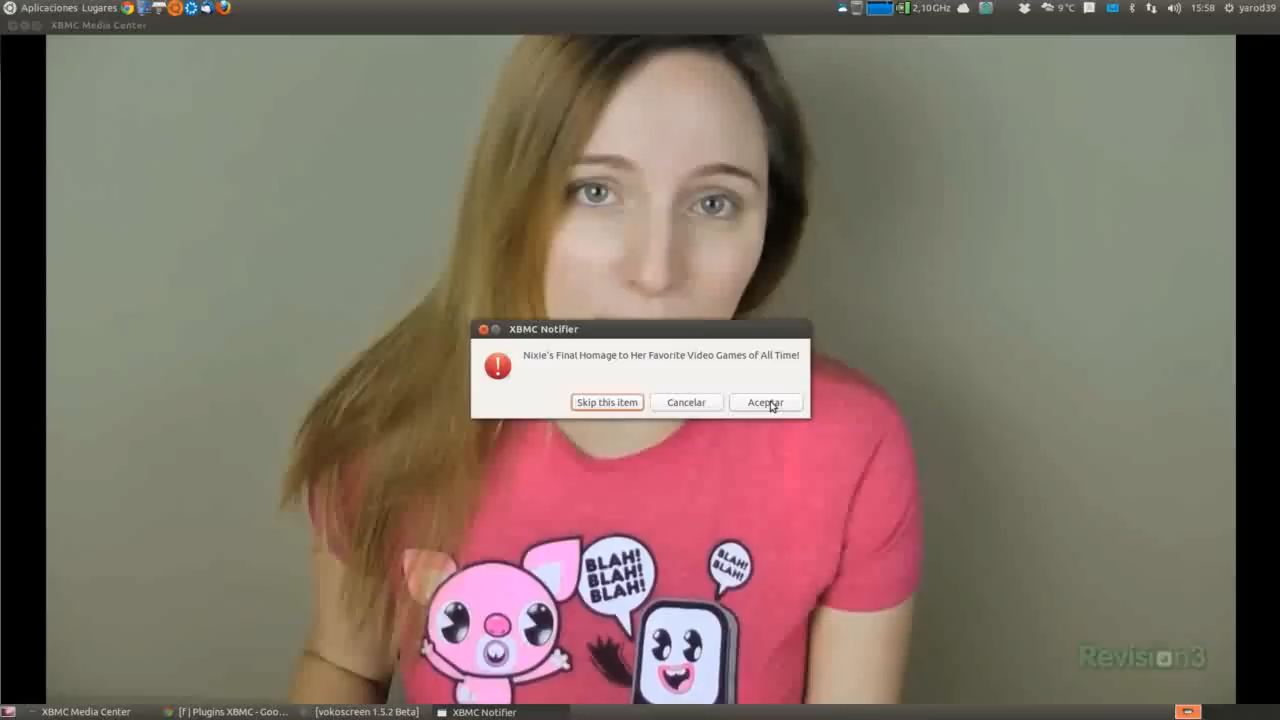 Aplicaciones Lugares
2,10GHz
9 °C
15:58
yarod39
XBMC Media Center
XBMC Notifier
Nixie's Final Homage to Her Favorite Video Games of All Time!
Skip this item
Cancelar
Aceptar
BLAH!
BLAH!
BLAH!
BLAH!
BLAH!
Revision3
XBMC Media Center
[f | Plugins XBMC - Goo...
[vokoscreen 1.5.2 Beta]
XBMC Notifier